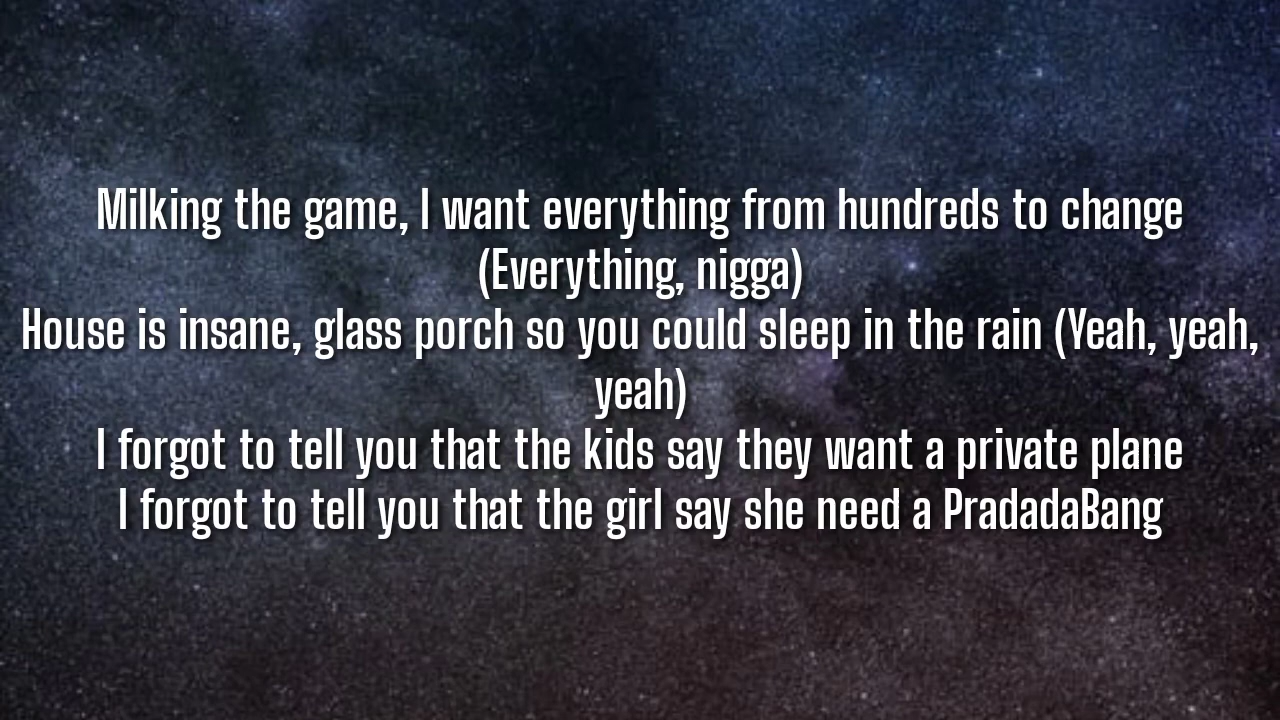 Milking the game, I want everything from hundreds to change
(Everything, nigga)
House is insane, glass porch so you could sleep in the rain (Yeah, yeah,
yeah)
I forgot to tell you that the kids say they want a private plane
I forgot to tell you that the girl say she need a PradadaBang